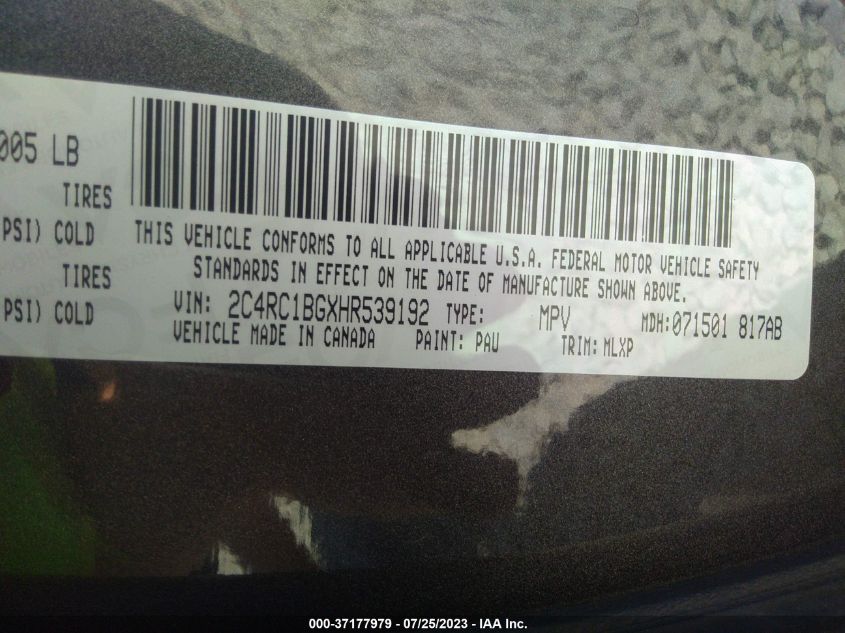 005 LB
TIRES
PSI) COLD
TIRES
PSI) COLD
THIS VEHICLE CONFORMS TO ALL APPLICABLE U.S.A. FEDERAL MOTOR VEHICLE SAFETY
STANDARDS IN EFFECT ON THE DATE OF MANUFACTURE SHOWN ABOVE.
VIN: 2C4RC1BGXHR539192 TYPE: MPV MDH:071501 817AB
VEHICLE MADE IN CANADA PAINT: PAU TRIM: MLXP
000-37177979 / 07/25/2023 - IAA Inc.